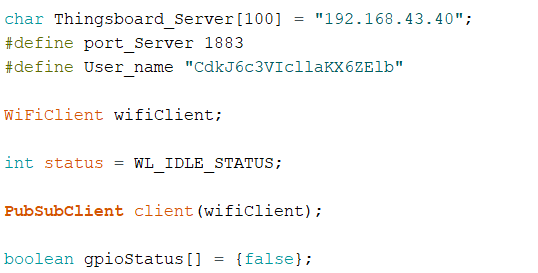 char Thingsboard_Server[100] = "192.168.43.40";
#define port_Server 1883
#define User_name "CdkJ6c3VIcllaKX6ZElb"
WiFiClient wifiClient;
int status = WL_IDLE_STATUS;
PubSubClient client(wifiClient);
boolean gpioStatus[] = {false};